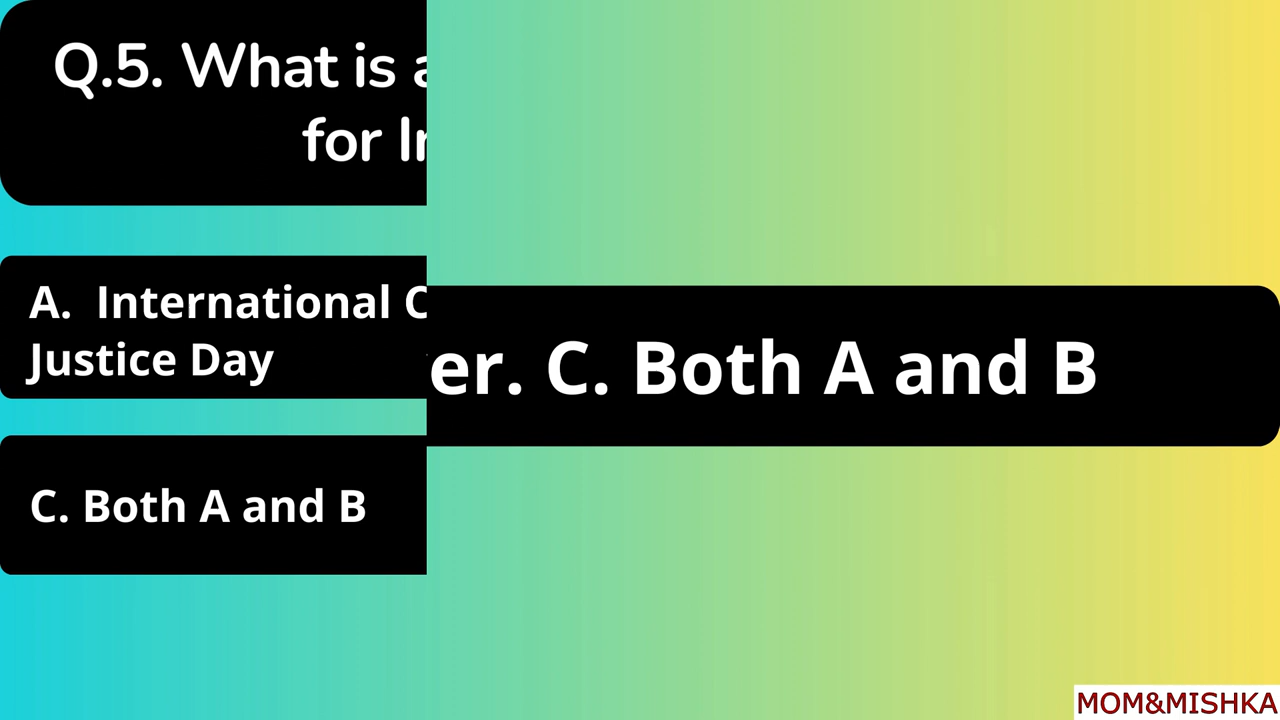 Q.5. What is
for
A. International
Justice Day
er. C. Both A and B
C. Both A and B
MOM&MISHKA